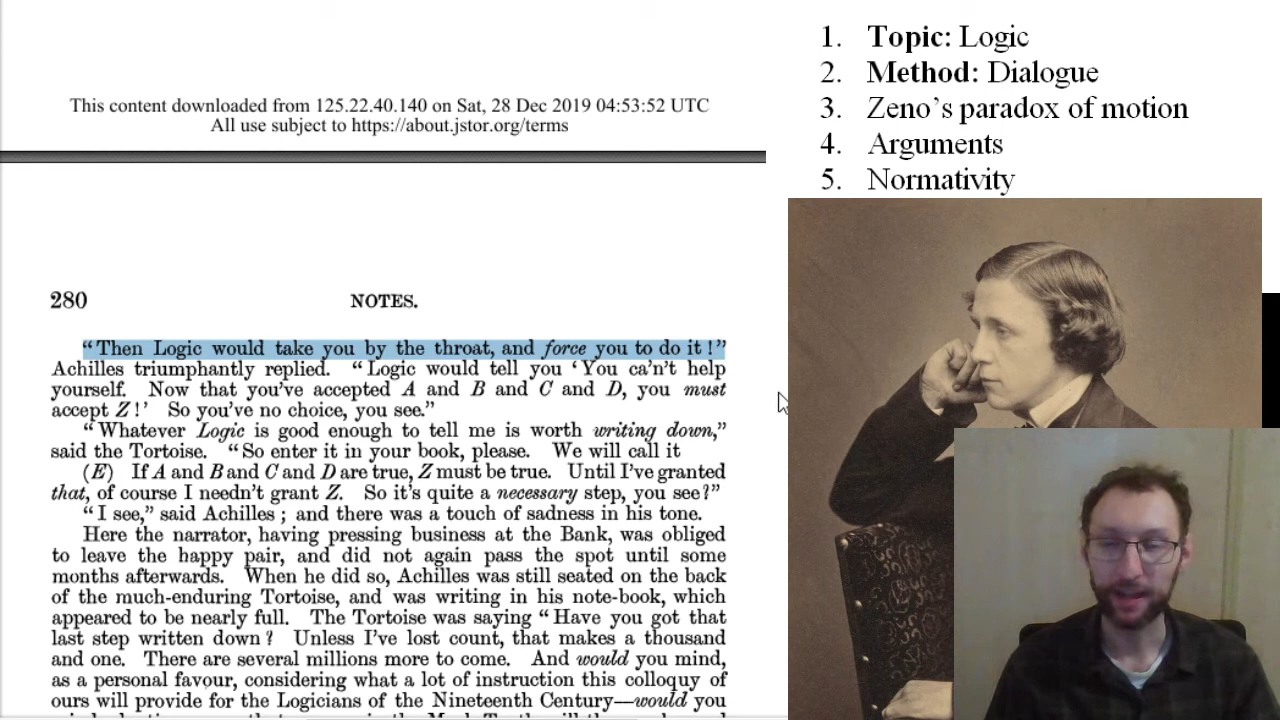 This content downloaded from 125.22.40.140 on Sat, 28 Dec 2019 04:53:52 UTC
All use subject to https://about.jstor.org/terms
280 NOTES.
“Then Logic would take you by the throat, and force you to do it!”
Achilles triumphantly replied. “Logic would tell you ‘You ca’n’t help
yourself. Now that you’ve accepted A and B and C and D, you must
accept Z!’ So you’ve no choice, you see.”
“Whatever Logic is good enough to tell me is worth writing down,”
said the Tortoise. “So enter it in your book, please. We will call it
(E) If A and B and C and D are true, Z must be true. Until I’ve granted
that, of course I needn’t grant Z. So it’s quite a necessary step, you see?”
“I see,” said Achilles; and there was a touch of sadness in his tone.
Here the narrator, having pressing business at the Bank, was obliged
to leave the happy pair, and did not again pass the spot until some
months afterwards. When he did so, Achilles was still seated on the back
of the much-enduring Tortoise, and was writing in his note-book, which
appeared to be nearly full. The Tortoise was saying “Have you got that
last step written down? Unless I’ve lost count, that makes a thousand
and one. There are several millions more to come. And would you mind,
as a personal favour, considering what a lot of instruction this colloquy of
ours will provide for the Logicians of the Nineteenth Century—would you
1. Topic: Logic
2. Method: Dialogue
3. Zeno’s paradox of motion
4. Arguments
5. Normativity